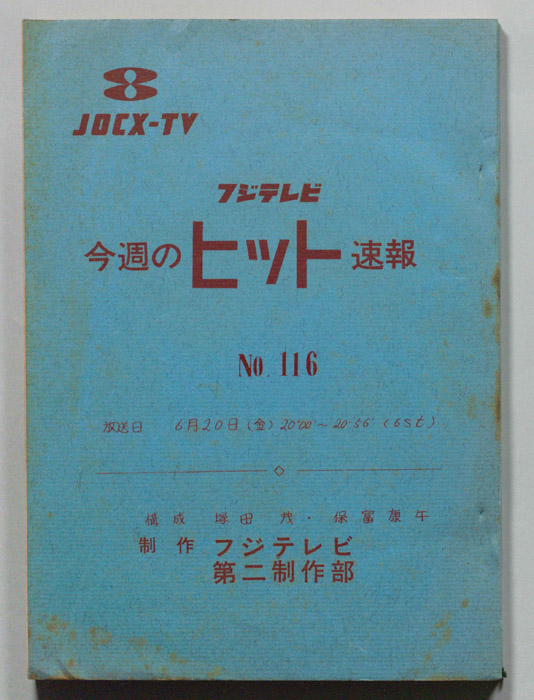 JOCX-TV
フジテレビ
今週の ヒット 速報
No. 116
放送日 6月20日(金)20:00~20:56 (6st)
構成 塚田 茂・保富康午
制作 フジテレビ
第二制作部